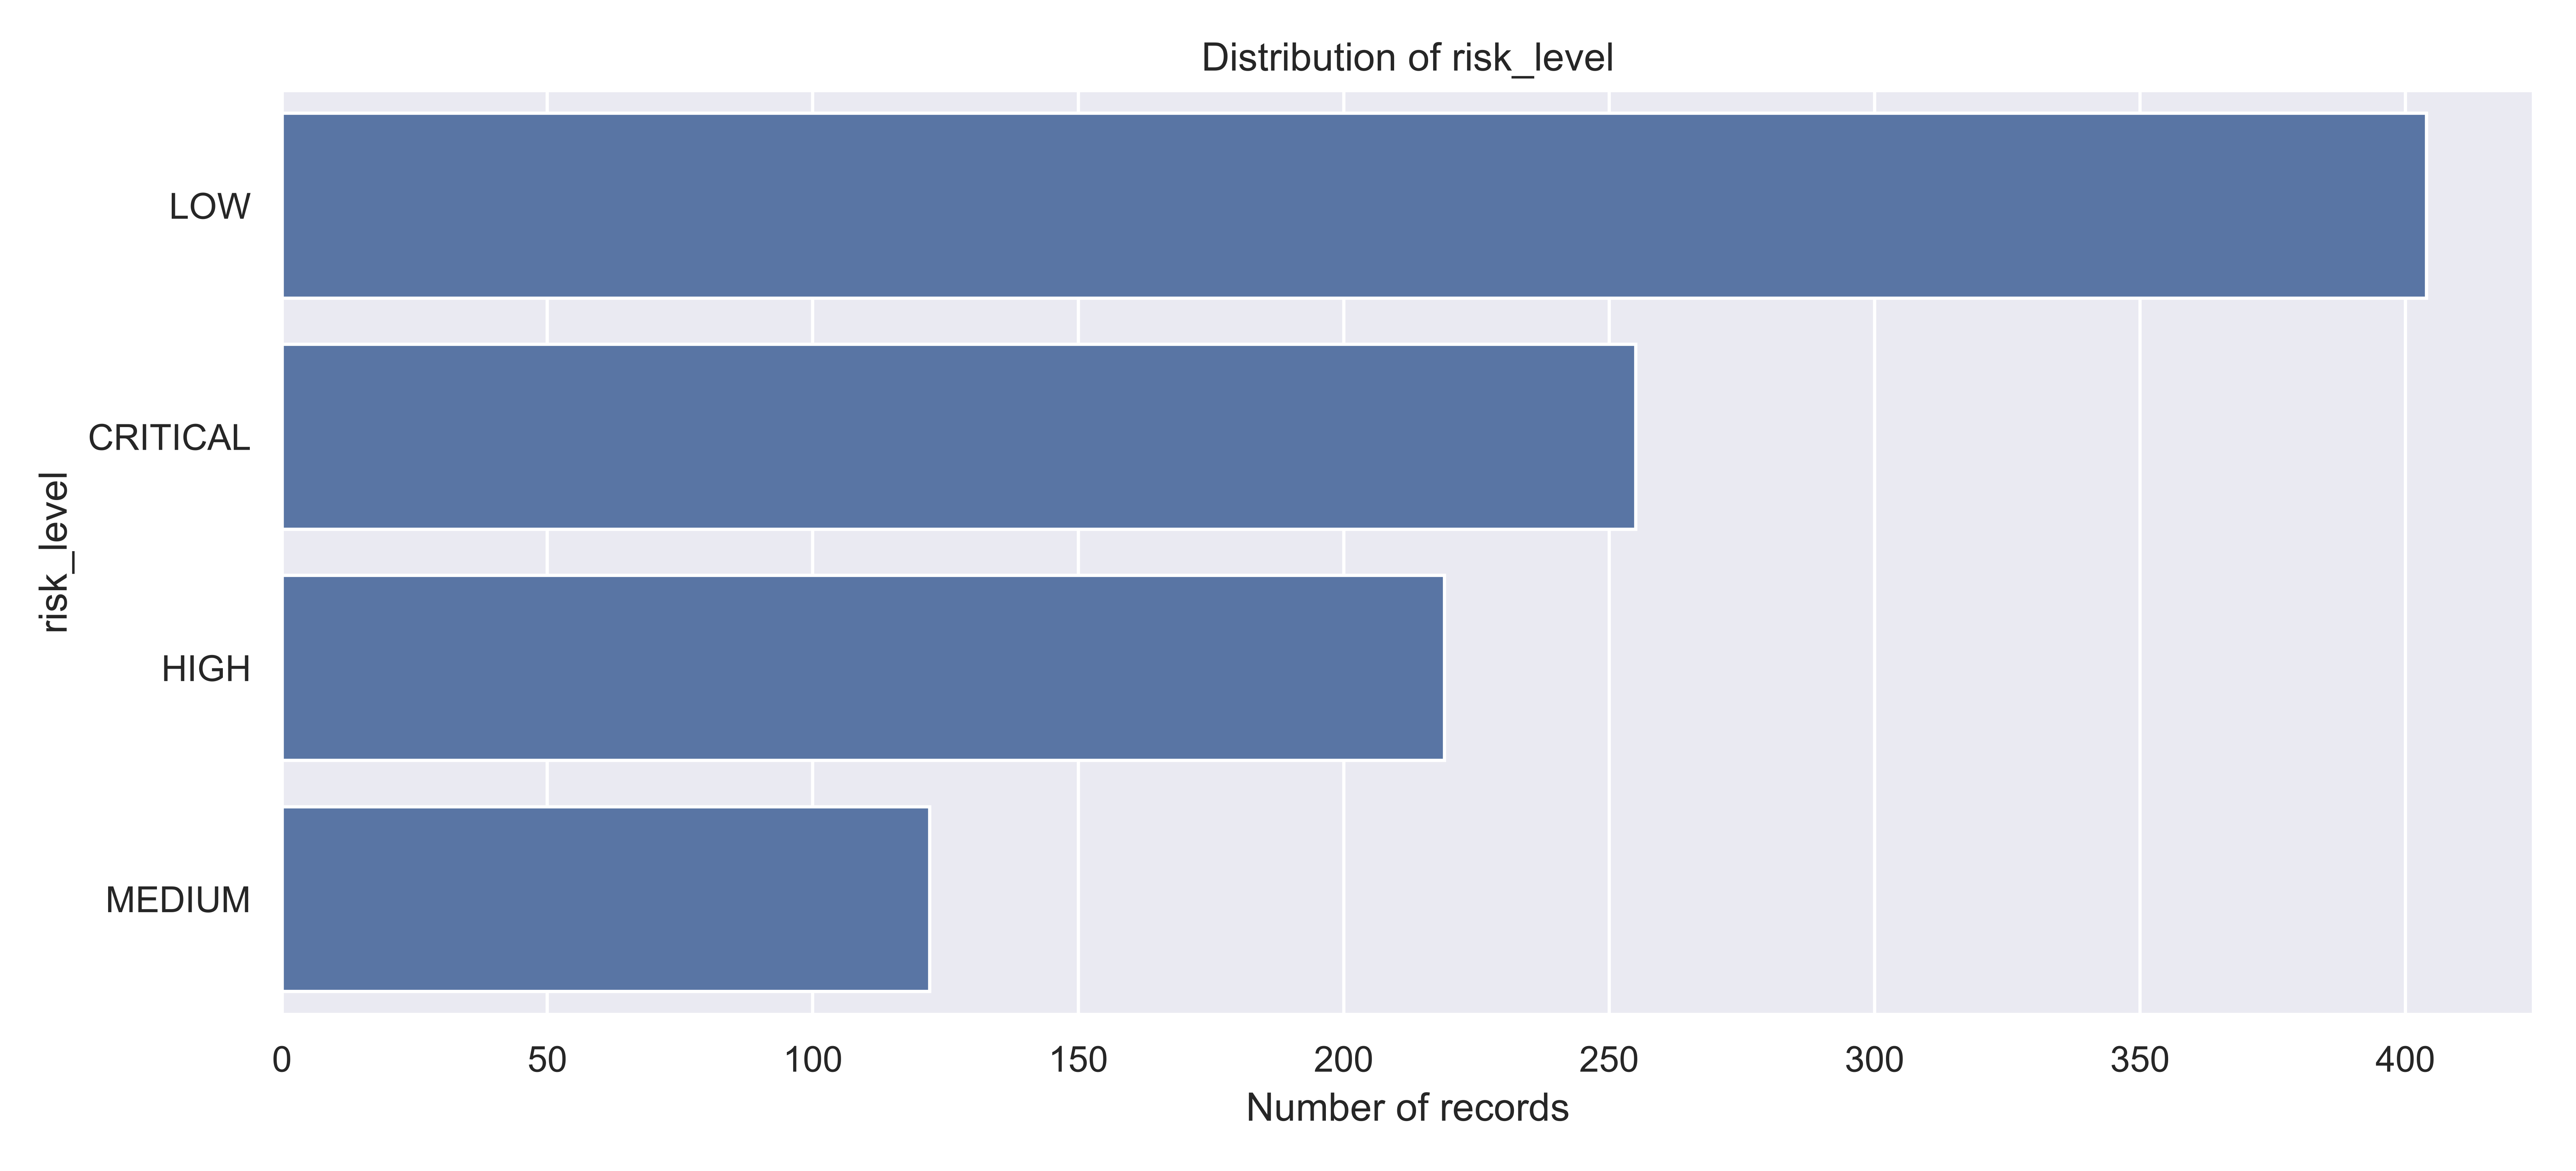 Distribution of risk_level
LOW
CRITICAL
HIGH
MEDIUM
risk_level
0 50 100 150 200 250 300 350 400
Number of records